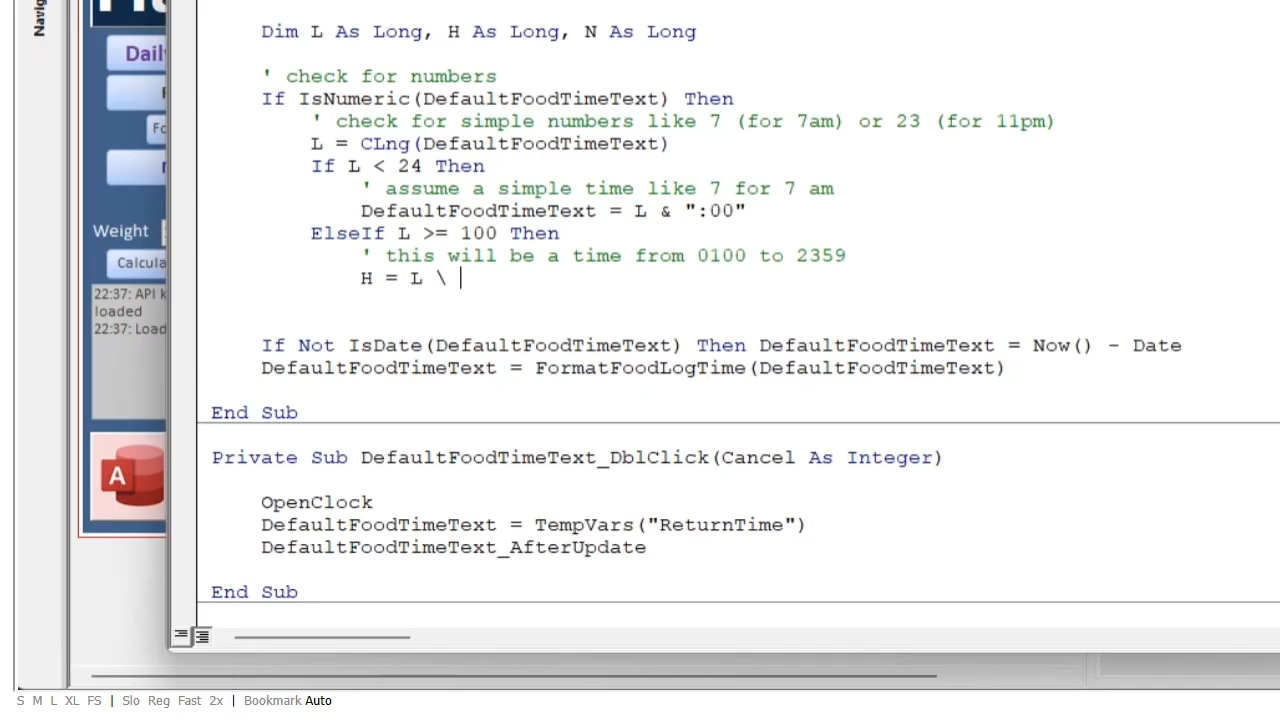 Navig
Dim L As Long, H As Long, N As Long
' check for numbers
If IsNumeric(DefaultFoodTimeText) Then
' check for simple numbers like 7 (for 7am) or 23 (for 11pm)
L = CLng(DefaultFoodTimeText)
If L < 24 Then
' assume a simple time like 7 for 7 am
DefaultFoodTimeText = L & ":00"
ElseIf L >= 100 Then
' this will be a time from 0100 to 2359
H = L \
If Not IsDate(DefaultFoodTimeText) Then DefaultFoodTimeText = Now() - Date
DefaultFoodTimeText = FormatFoodLogTime(DefaultFoodTimeText)
End Sub
Private Sub DefaultFoodTimeText_DblClick(Cancel As Integer)
OpenClock
DefaultFoodTimeText = TempVars("ReturnTime")
DefaultFoodTimeText_AfterUpdate
End Sub
Dail
Fo
Weight
Calcula
22:37: API k
loaded
22:37: Load
A
S M L XL FS | Slo Reg Fast 2x | Bookmark Auto